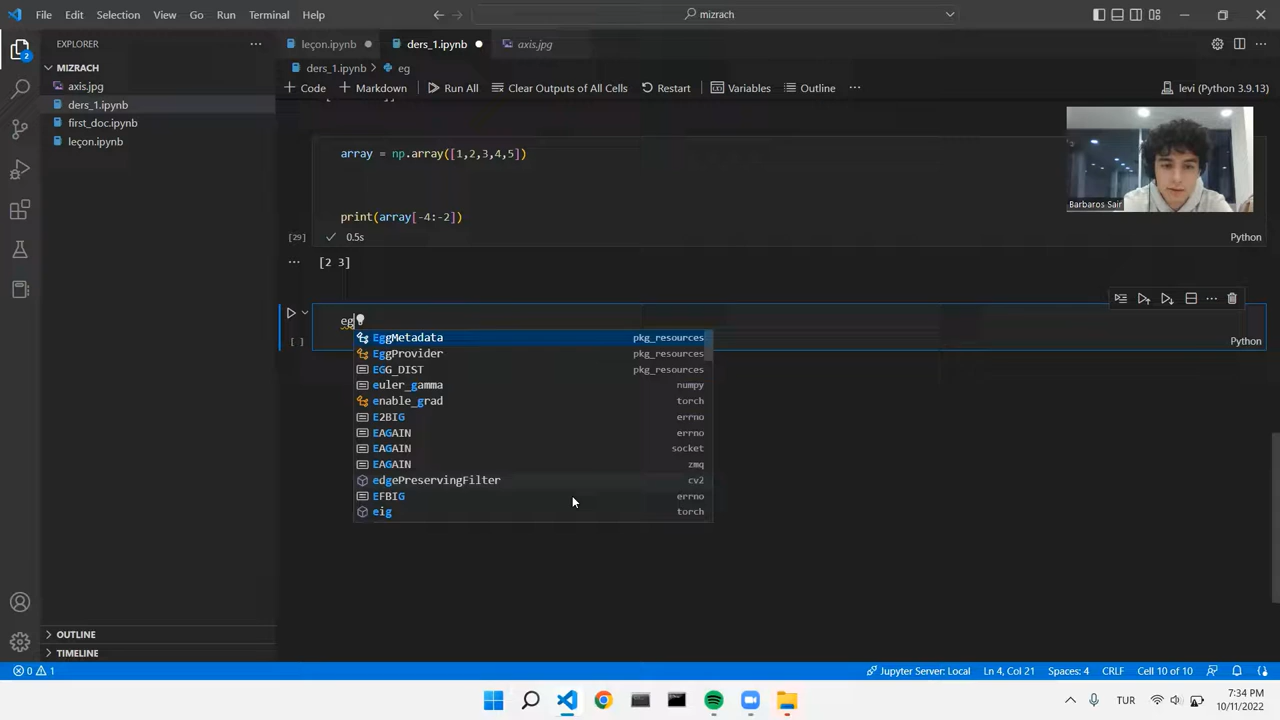 File Edit Selection View Go Run Terminal Help
mizrach
EXPLORER
leçon.ipynb
ders_1.ipynb
axis.jpg
MIZRACH
ders_1.ipynb > eg
axis.jpg
ders_1.ipynb
first_doc.ipynb
leçon.ipynb
+ Code + Markdown Run All Clear Outputs of All Cells Restart Variables Outline ...
levi (Python 3.9.13)
array = np.array([1,2,3,4,5])
print(array[-4:-2])
[29] ✓ 0.5s Python
Barbaros Sair
... [2 3]
eg
[ ] Python
EggMetadata pkg_resources
EggProvider pkg_resources
EGG_DIST pkg_resources
euler_gamma numpy
enable_grad torch
E2BIG errno
EAGAIN errno
EAGAIN socket
EAGAIN zmq
edgePreservingFilter cv2
EFBIG errno
eig torch
OUTLINE
TIMELINE
0 1
Jupyter Server: Local Ln 4, Col 21 Spaces: 4 CRLF Cell 10 of 10
2
TUR
7:34 PM
10/11/2022